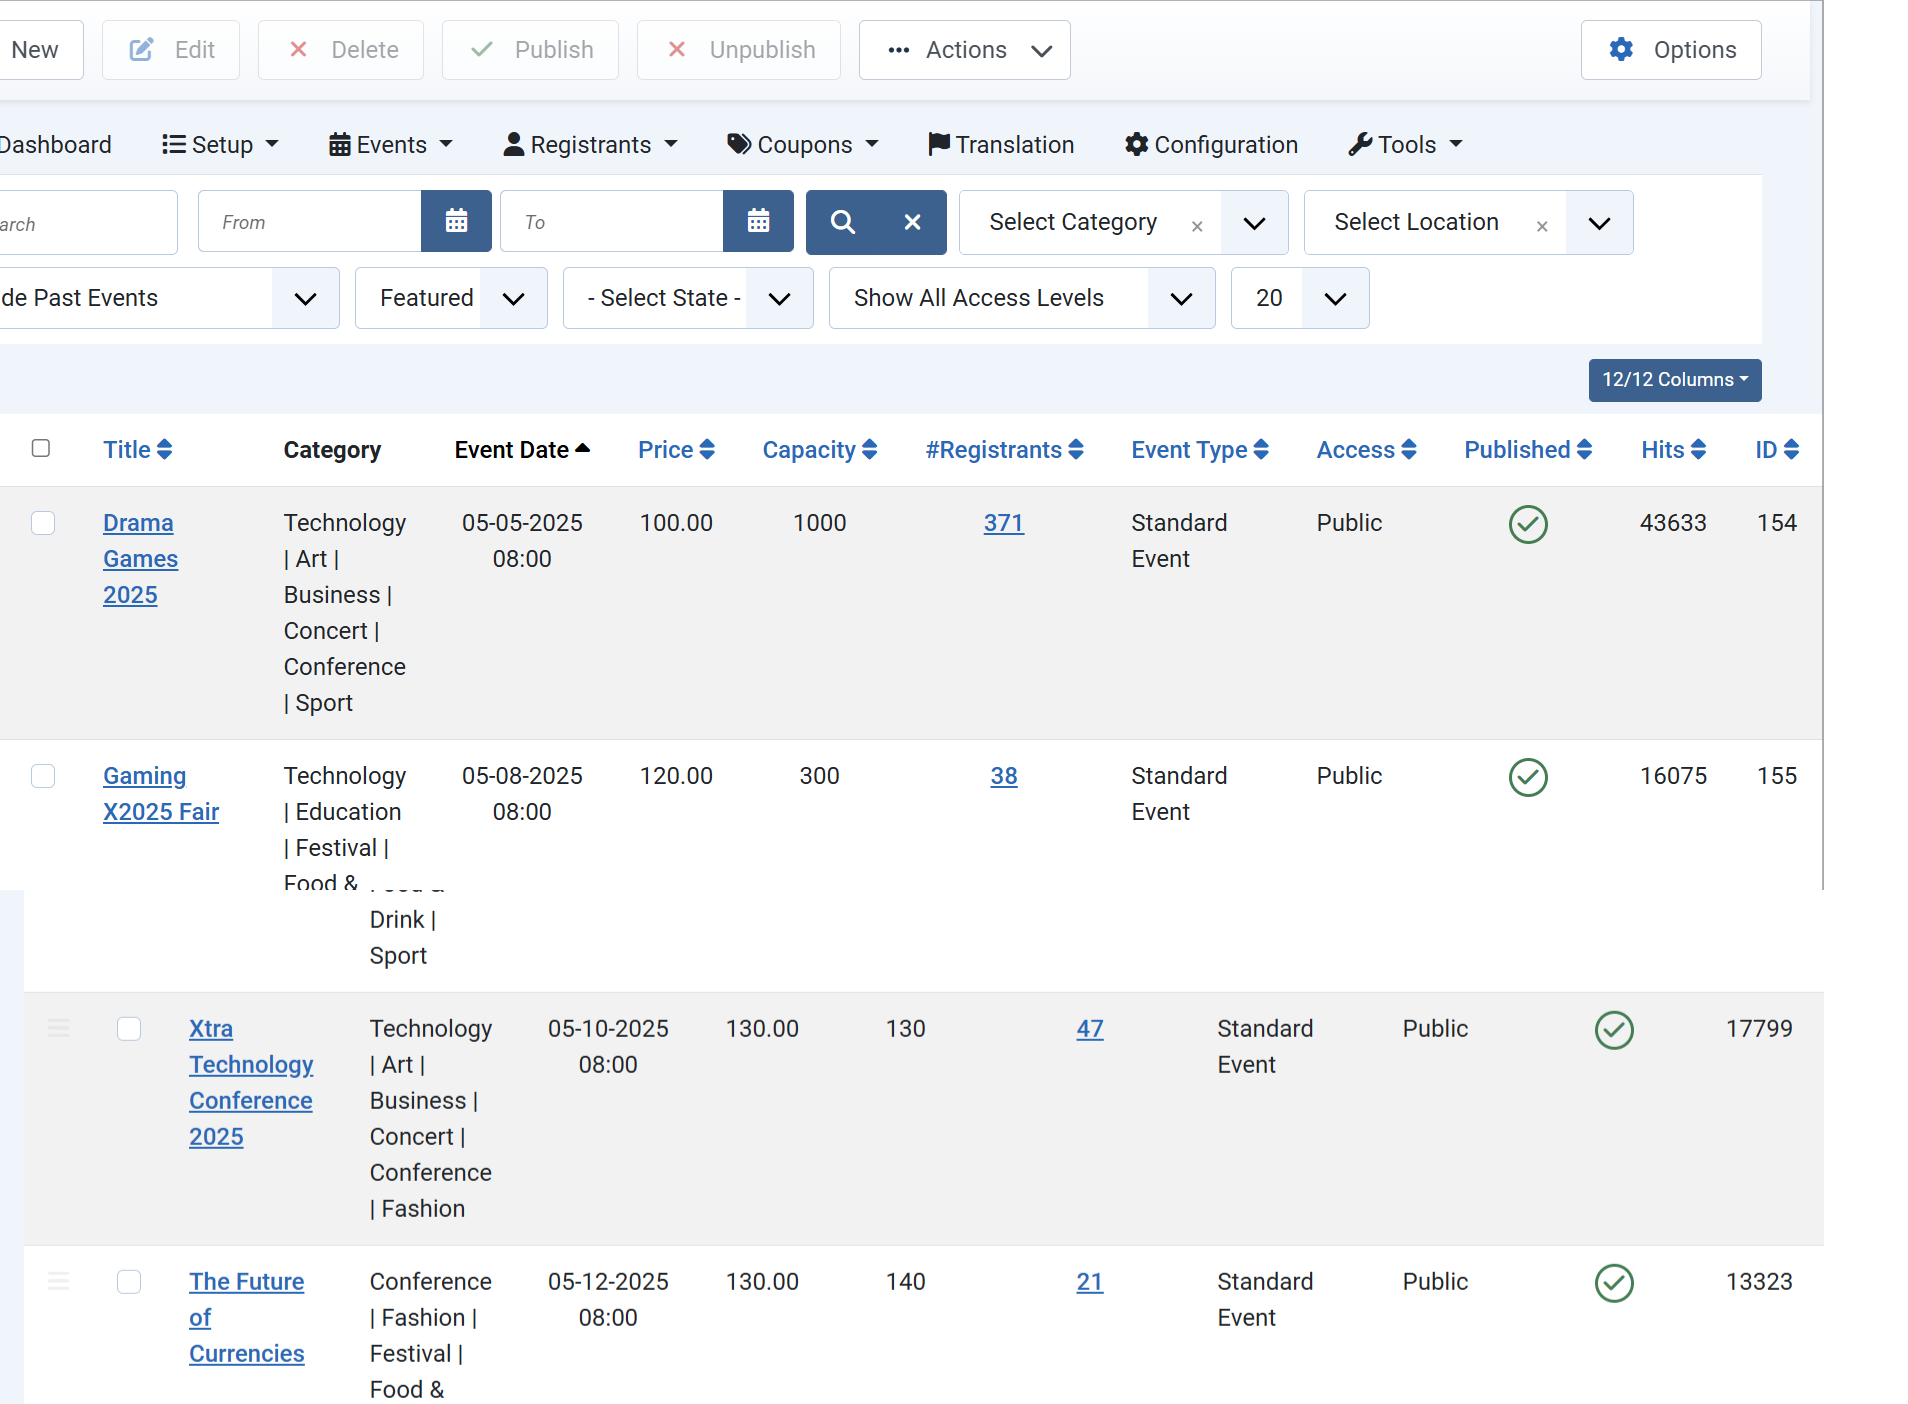 New Edit Delete Publish Unpublish Actions Options
Dashboard Setup Events Registrants Coupons Translation Configuration Tools
arch From To Select Category × Select Location ×
de Past Events Featured - Select State - Show All Access Levels 20
12/12 Columns
Title Category Event Date Price Capacity #Registrants Event Type Access Published Hits ID
Drama Technology 05-05-2025 100.00 1000 371 Standard Public 43633 154
Games | Art | 08:00 Event
2025 Business |
Concert |
Conference
| Sport
Gaming Technology 05-08-2025 120.00 300 38 Standard Public 16075 155
X2025 Fair | Education 08:00 Event
| Festival |
Food &
Drink |
Sport
Xtra Technology 05-10-2025 130.00 130 47 Standard Public 17799
Technology | Art | 08:00 Event
Conference Business |
2025 Concert |
Conference
| Fashion
The Future Conference 05-12-2025 130.00 140 21 Standard Public 13323
of | Fashion | 08:00 Event
Currencies Festival |
Food &